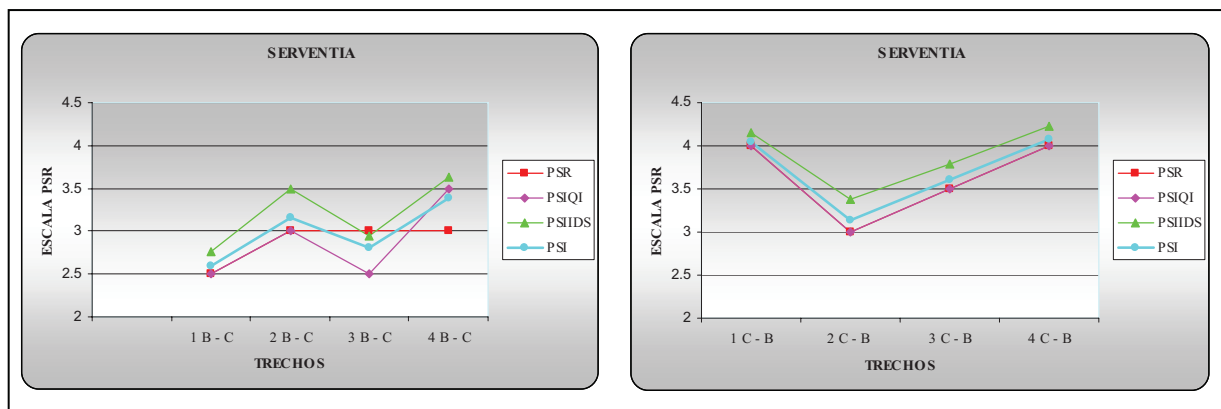 SERVENTIA
4.5
4
3.5
3
2.5
2
ESCALA PSR
1 B - C 2 B - C 3 B - C 4 B - C
TRECHOS
PSR
PSIQI
PSIIDS
PSI
SERVENTIA
4.5
4
3.5
3
2.5
2
ESCALA PSR
1 C - B 2 C - B 3 C - B 4 C - B
TRECHOS
PSR
PSIQI
PSIIDS
PSI